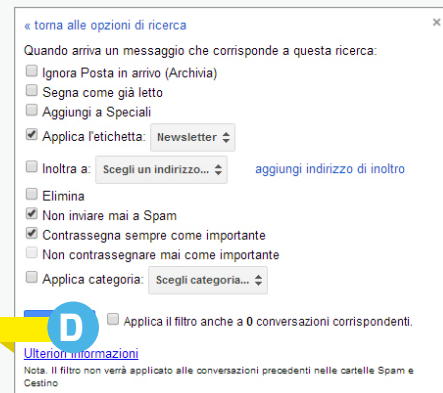 « torna alle opzioni di ricerca
×
Quando arriva un messaggio che corrisponde a questa ricerca:
Ignora Posta in arrivo (Archivia)
Segna come già letto
Aggiungi a Speciali
Applica l'etichetta: Newsletter
Inoltra a: Scegli un indirizzo... aggiungi indirizzo di inoltro
Elimina
Non inviare mai a Spam
Contrassegna sempre come importante
Non contrassegnare mai come importante
Applica categoria: Scegli categoria...
D
Applica il filtro anche a 0 conversazioni corrispondenti.
Ulteriori informazioni
Nota. Il filtro non verrà applicato alle conversazioni precedenti nelle cartelle Spam e
Cestino